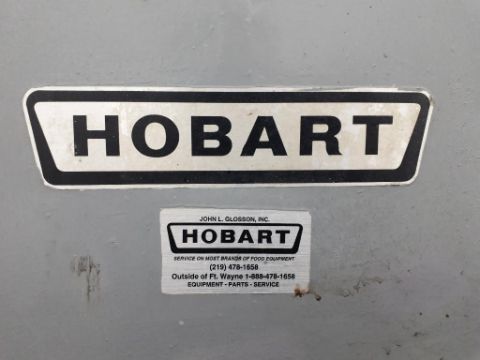 HOBART
JOHN L. GLOSSON, INC.
HOBART
SERVICE ON MOST BRANDS OF FOOD EQUIPMENT
(219) 478-1658
Outside of Ft. Wayne 1-888-478-1658
EQUIPMENT - PARTS - SERVICE